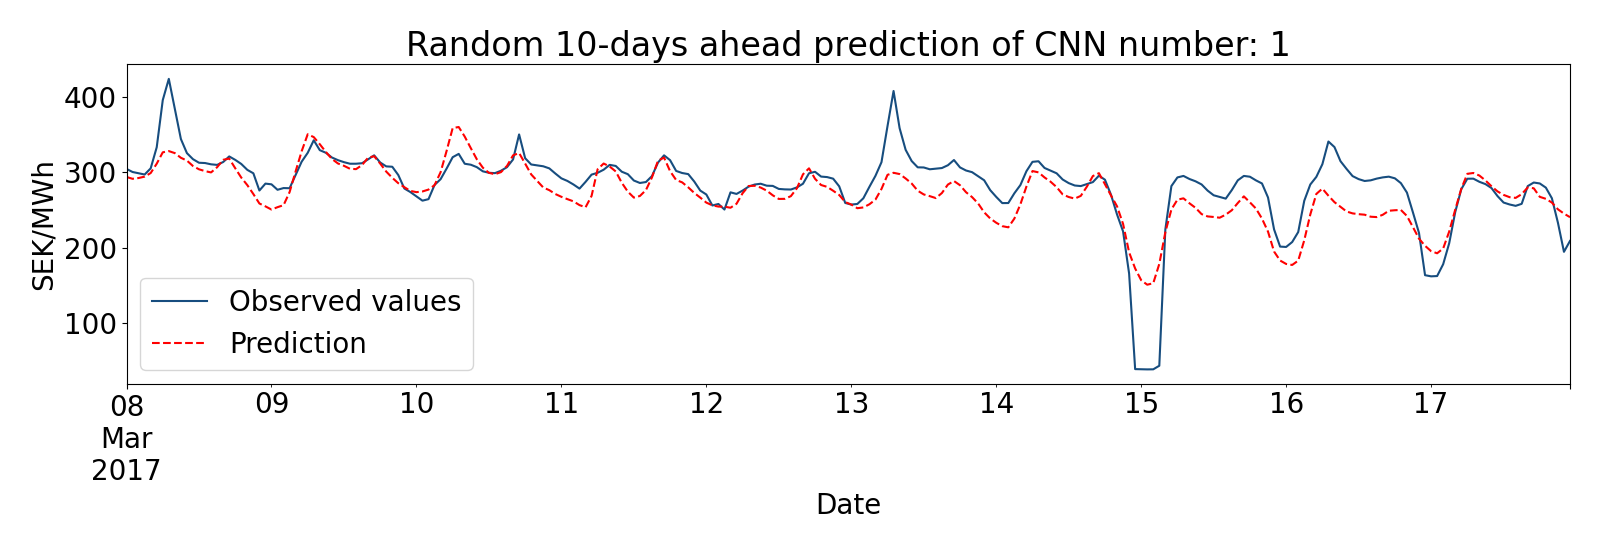 Random 10-days ahead prediction of CNN number: 1
SEK/MWh
400
300
200
100
Observed values
Prediction
08 09 10 11 12 13 14 15 16 17
Mar
2017
Date